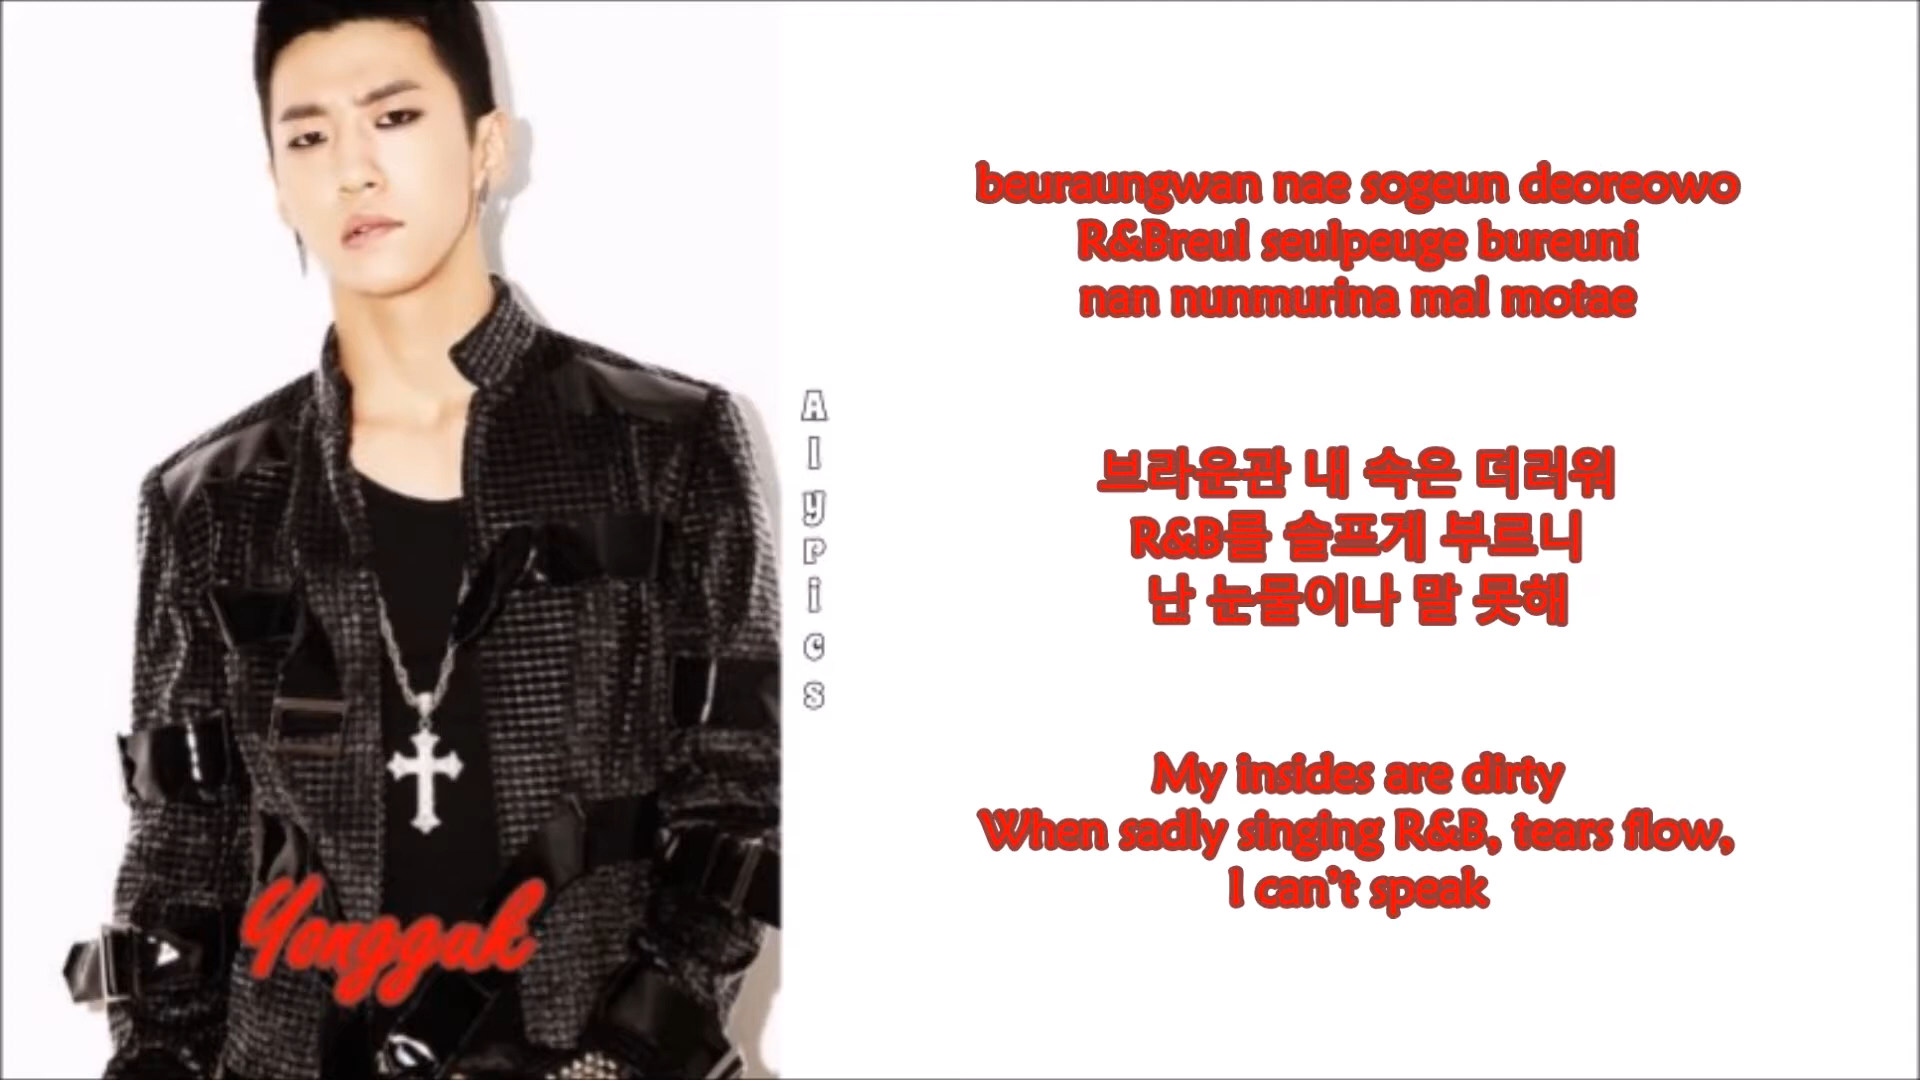 beuraungwan nae sogeun deoreowo
R&Breul seulpeuge bureuni
nan nunmurina mal motae
브라운관 내 속은 더러워
R&B를 슬프게 부르니
난 눈물이나 말 못해
My insides are dirty
When sadly singing R&B, tears flow,
I can't speak
Alyrics
Yongguk